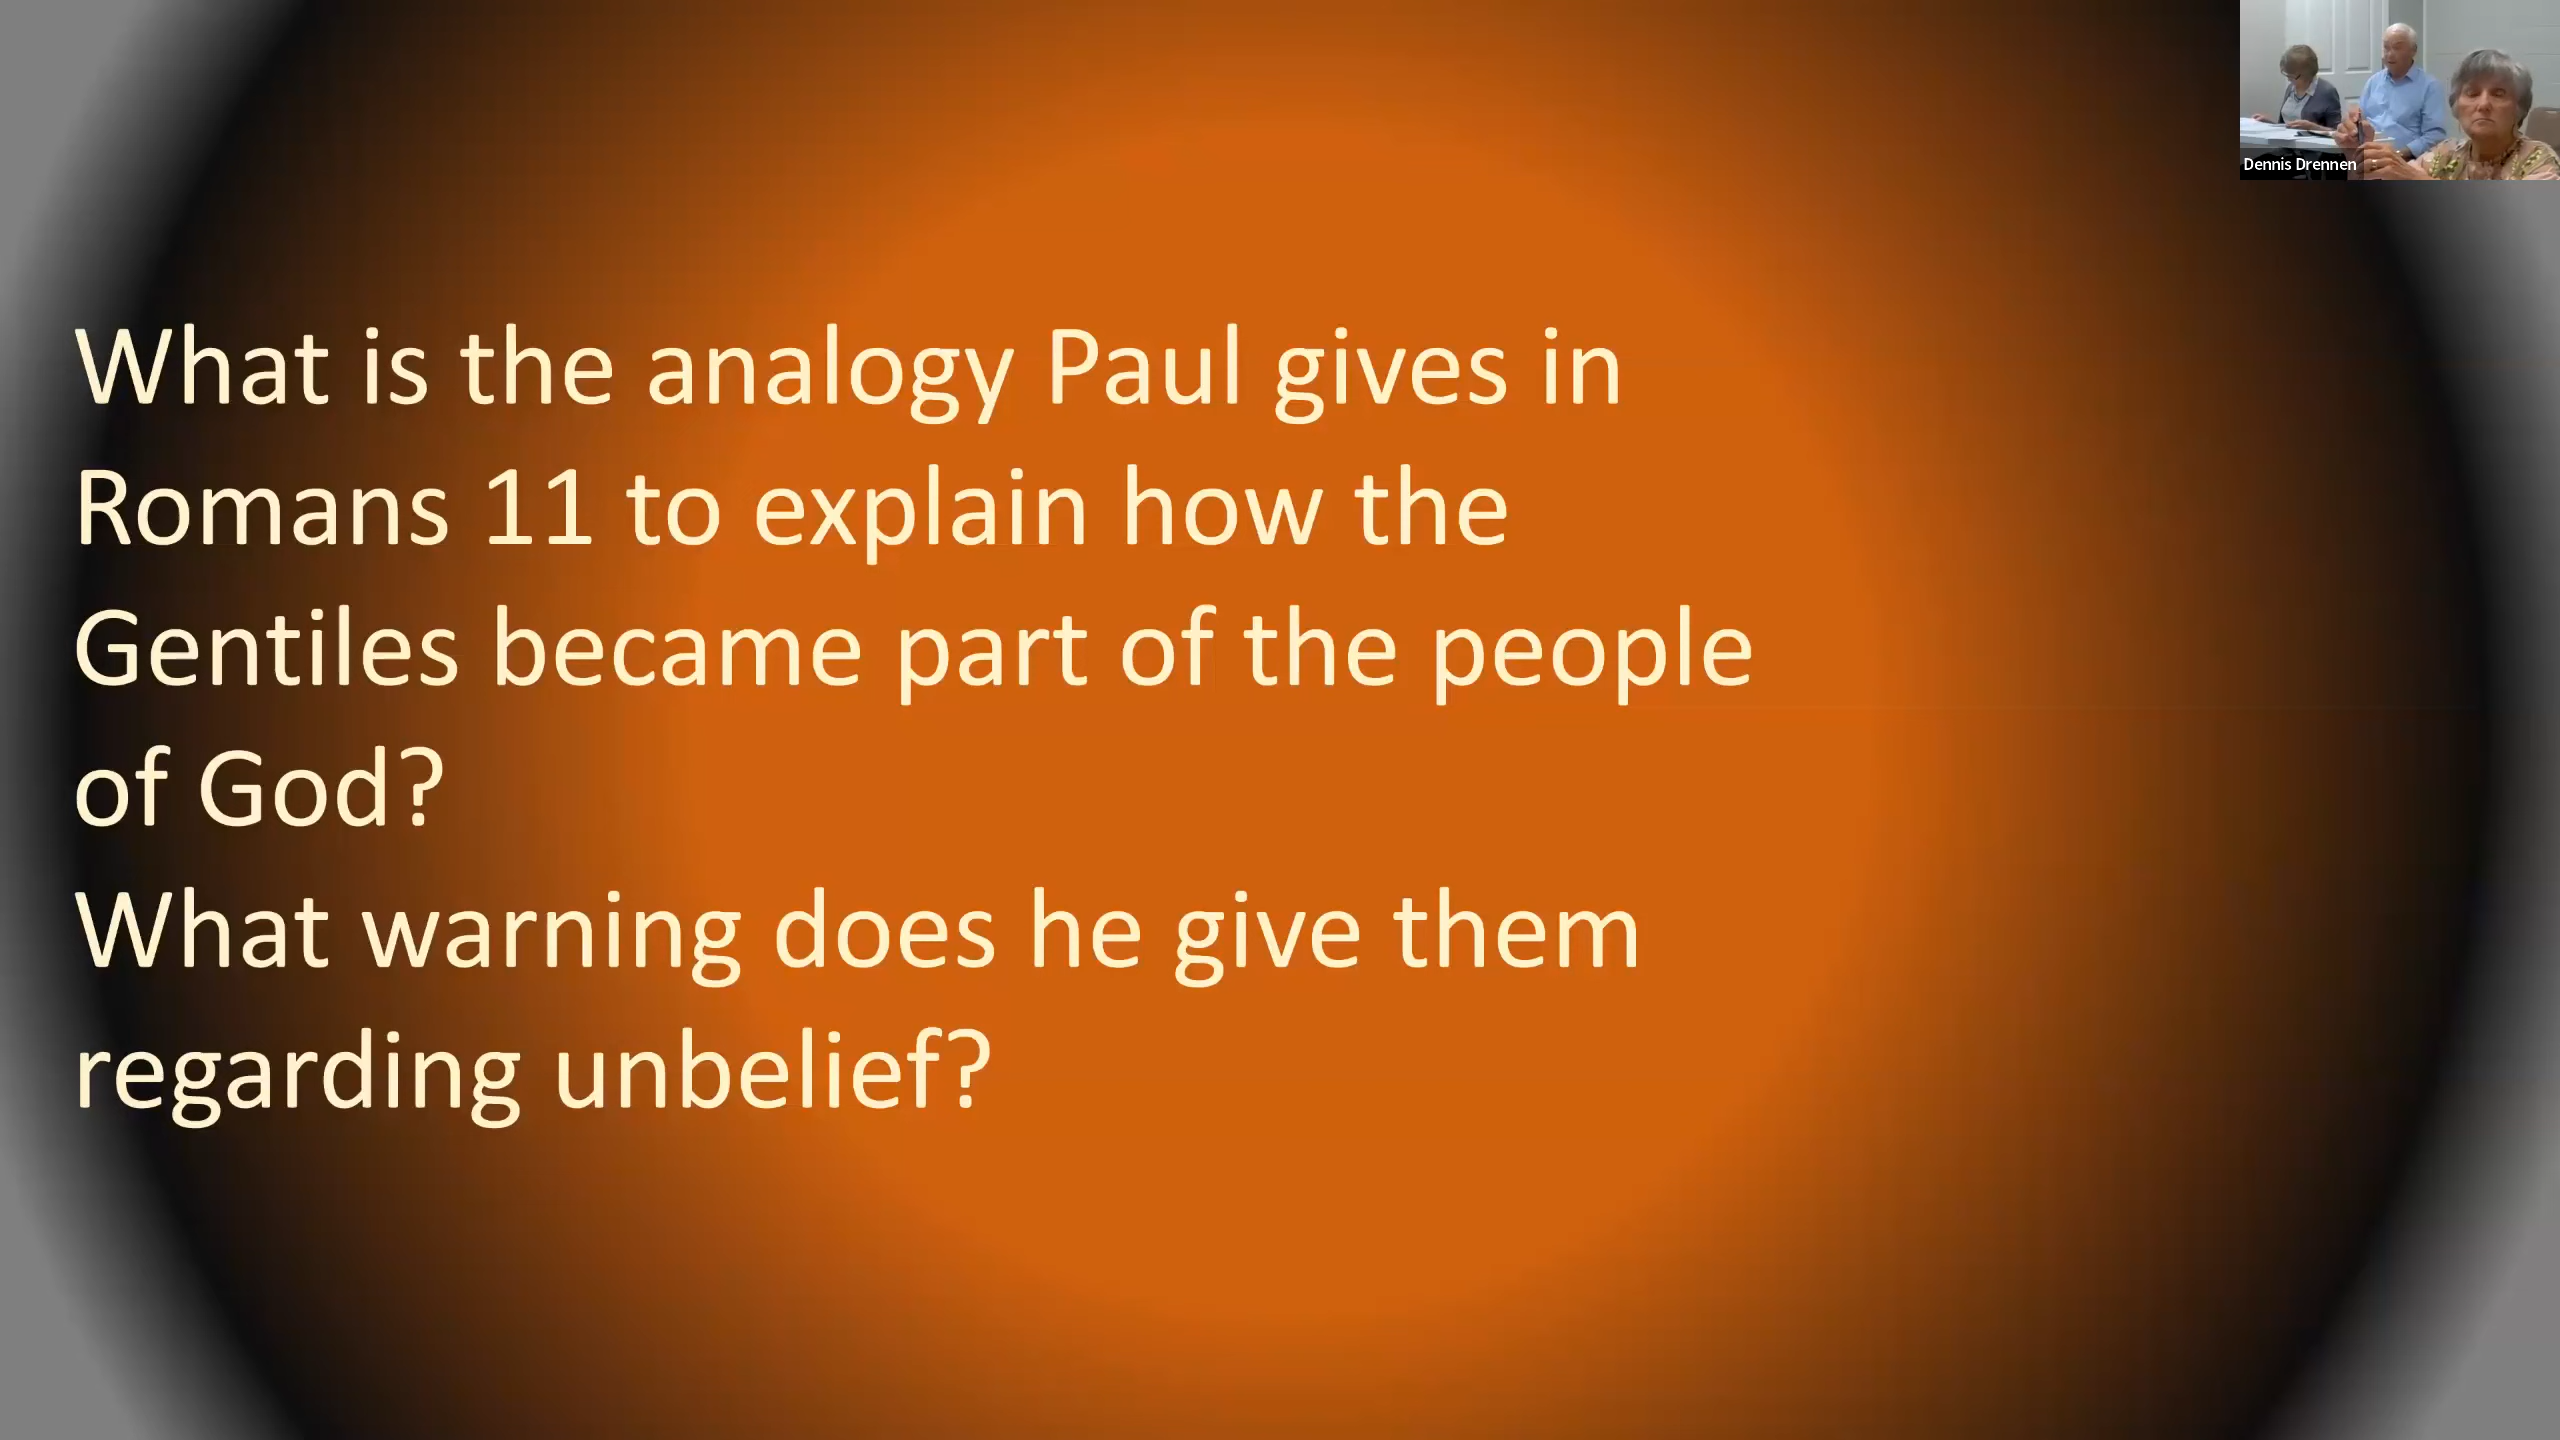 Dennis Drennen
What is the analogy Paul gives in
Romans 11 to explain how the
Gentiles became part of the people
of God?
What warning does he give them
regarding unbelief?